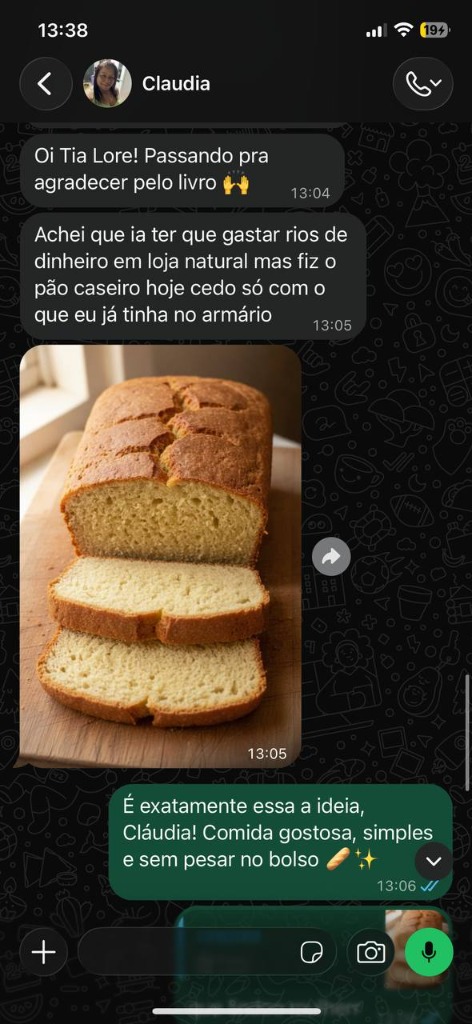 13:38
19
Claudia
Oi Tia Lore! Passando pra
agradecer pelo livro 🙌
13:04
Achei que ia ter que gastar rios de
dinheiro em loja natural mas fiz o
pão caseiro hoje cedo só com o
que eu já tinha no armário
13:05
13:05
É exatamente essa a ideia,
Cláudia! Comida gostosa, simples
e sem pesar no bolso 🥖✨
13:06